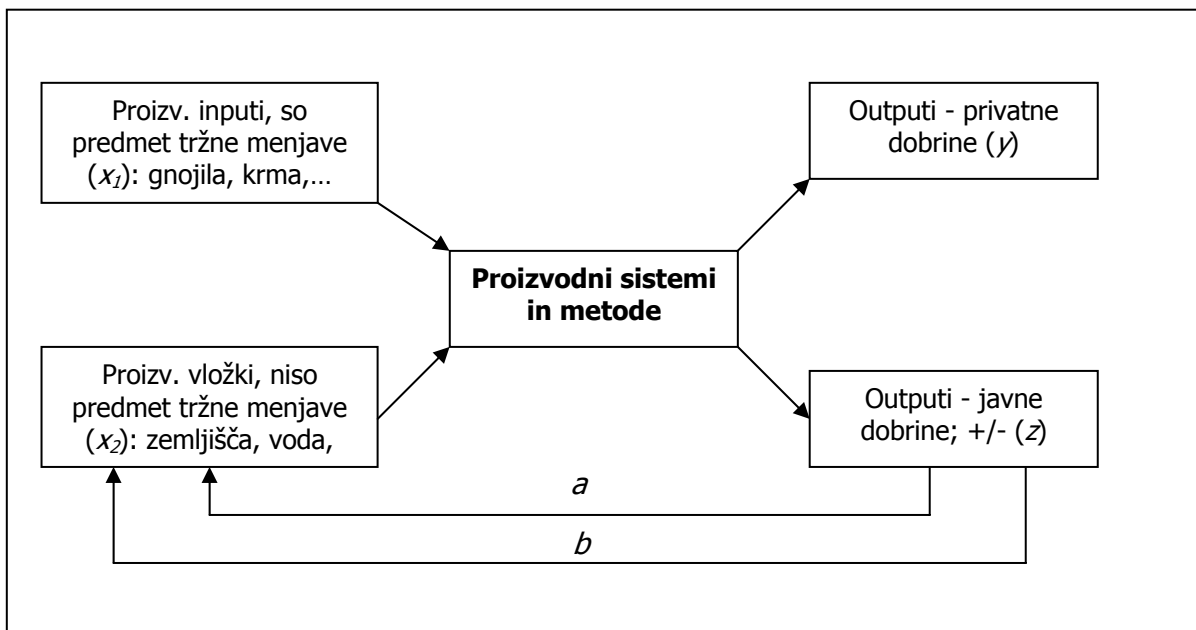 Proizv. inputi, so
predmet tržne menjave
(x1): gnojila, krma,...
Outputi - privatne
dobrine (y)
Proizvodni sistemi
in metode
Proizv. vložki, niso
predmet tržne menjave
(x2): zemljišča, voda,
Outputi - javne
dobrine; +/- (z)
a
b